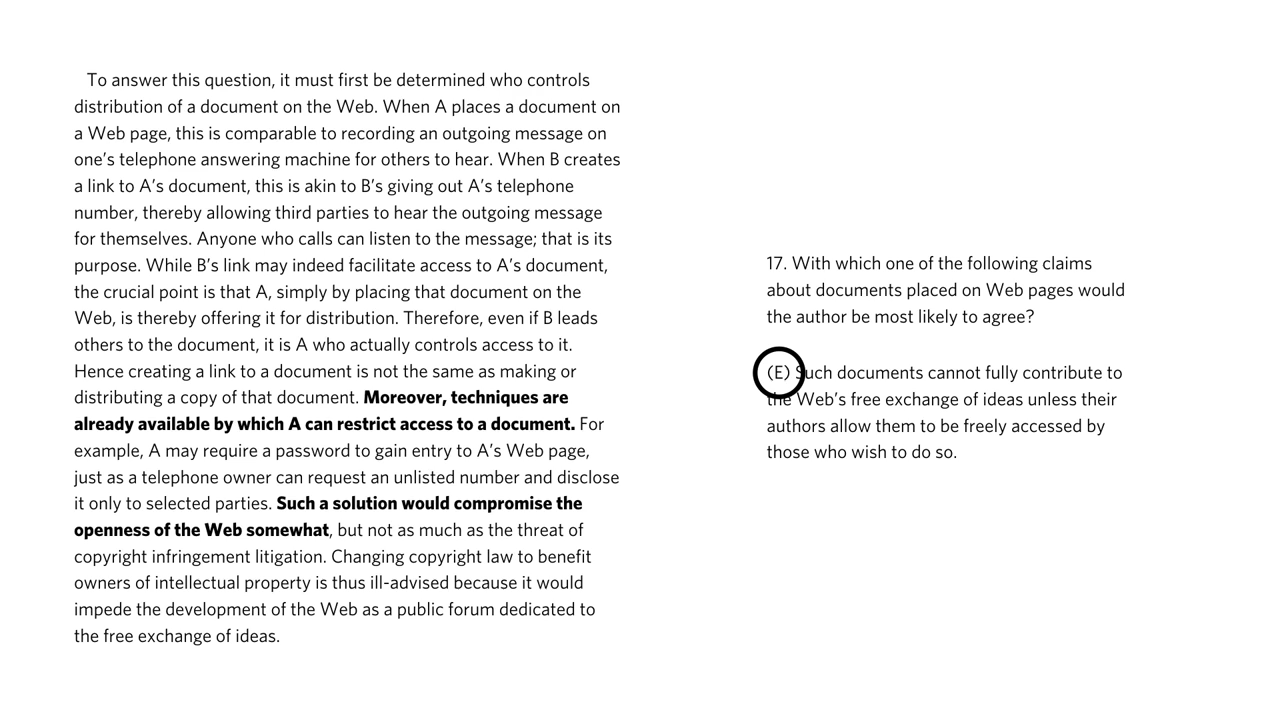 To answer this question, it must first be determined who controls
distribution of a document on the Web. When A places a document on
a Web page, this is comparable to recording an outgoing message on
one’s telephone answering machine for others to hear. When B creates
a link to A’s document, this is akin to B’s giving out A’s telephone
number, thereby allowing third parties to hear the outgoing message
for themselves. Anyone who calls can listen to the message; that is its
purpose. While B’s link may indeed facilitate access to A’s document,
the crucial point is that A, simply by placing that document on the
Web, is thereby offering it for distribution. Therefore, even if B leads
others to the document, it is A who actually controls access to it.
Hence creating a link to a document is not the same as making or
distributing a copy of that document. Moreover, techniques are
already available by which A can restrict access to a document. For
example, A may require a password to gain entry to A’s Web page,
just as a telephone owner can request an unlisted number and disclose
it only to selected parties. Such a solution would compromise the
openness of the Web somewhat, but not as much as the threat of
copyright infringement litigation. Changing copyright law to benefit
owners of intellectual property is thus ill-advised because it would
impede the development of the Web as a public forum dedicated to
the free exchange of ideas.
17. With which one of the following claims
about documents placed on Web pages would
the author be most likely to agree?
(E) Such documents cannot fully contribute to
the Web’s free exchange of ideas unless their
authors allow them to be freely accessed by
those who wish to do so.